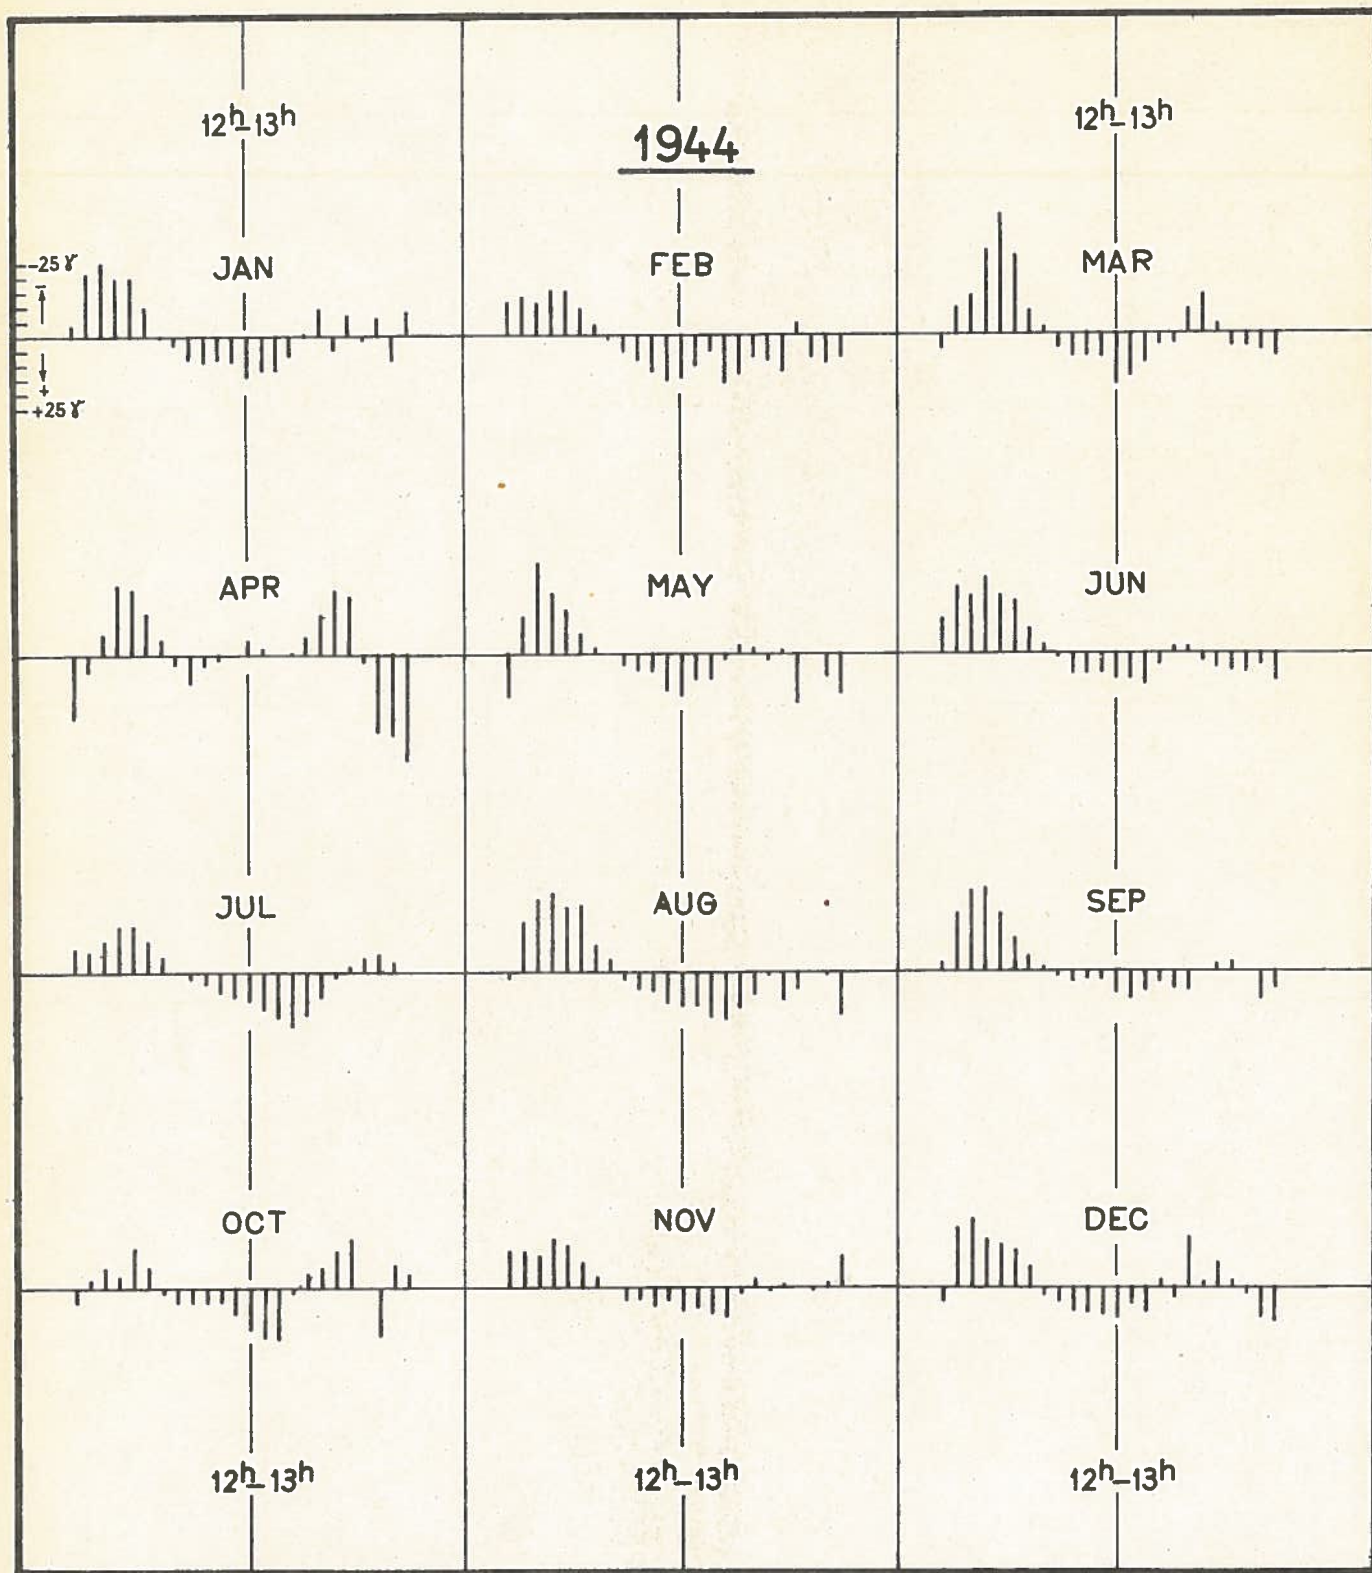 12h-13h
1944
12h-13h
JAN
FEB
MAR
-25γ
-
+
+25γ
APR
MAY
JUN
JUL
AUG
SEP
OCT
NOV
DEC
12h-13h
12h-13h
12h-13h